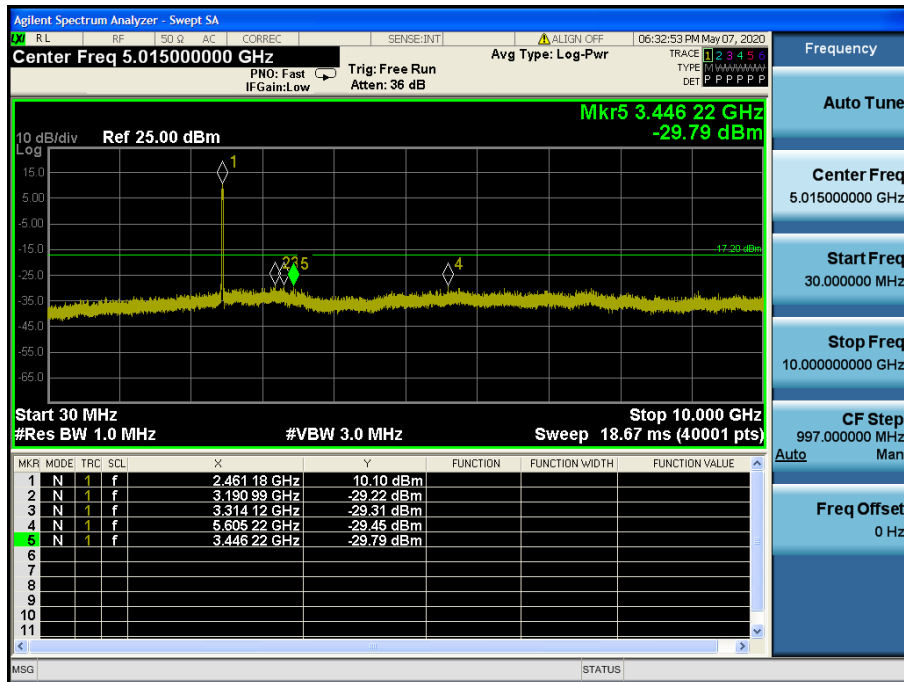 Agilent Spectrum Analyzer - Swept SA
LXI RL RF 50 Ω AC CORREC SENSE:INT ALIGN OFF 06:32:53 PM May 07, 2020
Center Freq 5.015000000 GHz
PNO: Fast
IFGain:Low
Trig: Free Run
Atten: 36 dB
Avg Type: Log-Pwr
TRACE 1 2 3 4 5 6
TYPE M WWWWW
DET P P P P P P
Mkr5 3.446 22 GHz
-29.79 dBm
10 dB/div Ref 25.00 dBm
Log
15.0
5.00
-5.00
-15.0
-25.0
-35.0
-45.0
-55.0
-65.0
1
-17.20 dBm
2
3
5
4
Start 30 MHz Stop 10.000 GHz
#Res BW 1.0 MHz #VBW 3.0 MHz Sweep 18.67 ms (40001 pts)
MKR MODE TRC SCL X Y FUNCTION FUNCTION WIDTH FUNCTION VALUE
1 N 1 f 2.461 18 GHz 10.10 dBm
2 N 1 f 3.190 99 GHz -29.22 dBm
3 N 1 f 3.314 12 GHz -29.31 dBm
4 N 1 f 5.605 22 GHz -29.45 dBm
5 N 1 f 3.446 22 GHz -29.79 dBm
6
7
8
9
10
11
MSG STATUS
Frequency
Auto Tune
Center Freq
5.015000000 GHz
Start Freq
30.000000 MHz
Stop Freq
10.000000000 GHz
CF Step
997.000000 MHz
Auto Man
Freq Offset
0 Hz